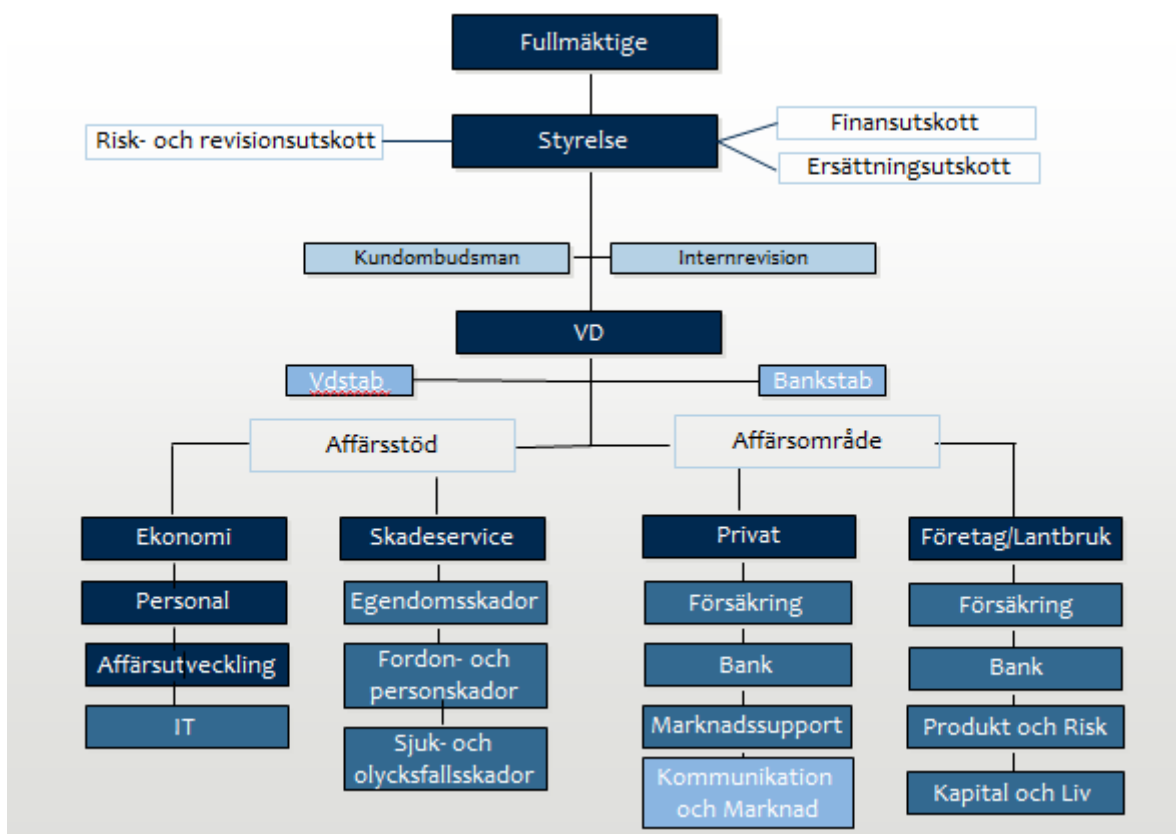 Fullmäktige
Risk- och revisionsutskott
Styrelse
Finansutskott
Ersättningsutskott
Kundombudsman
Internrevision
VD
Vdstab
Bankstab
Affärsstöd
Affärsområde
Ekonomi
Personal
Affärsutveckling
IT
Skadeservice
Egendomsskador
Fordon- och
personskador
Sjuk- och
olycksfallsskador
Privat
Försäkring
Bank
Marknadssupport
Kommunikation
och Marknad
Företag/Lantbruk
Försäkring
Bank
Produkt och Risk
Kapital och Liv